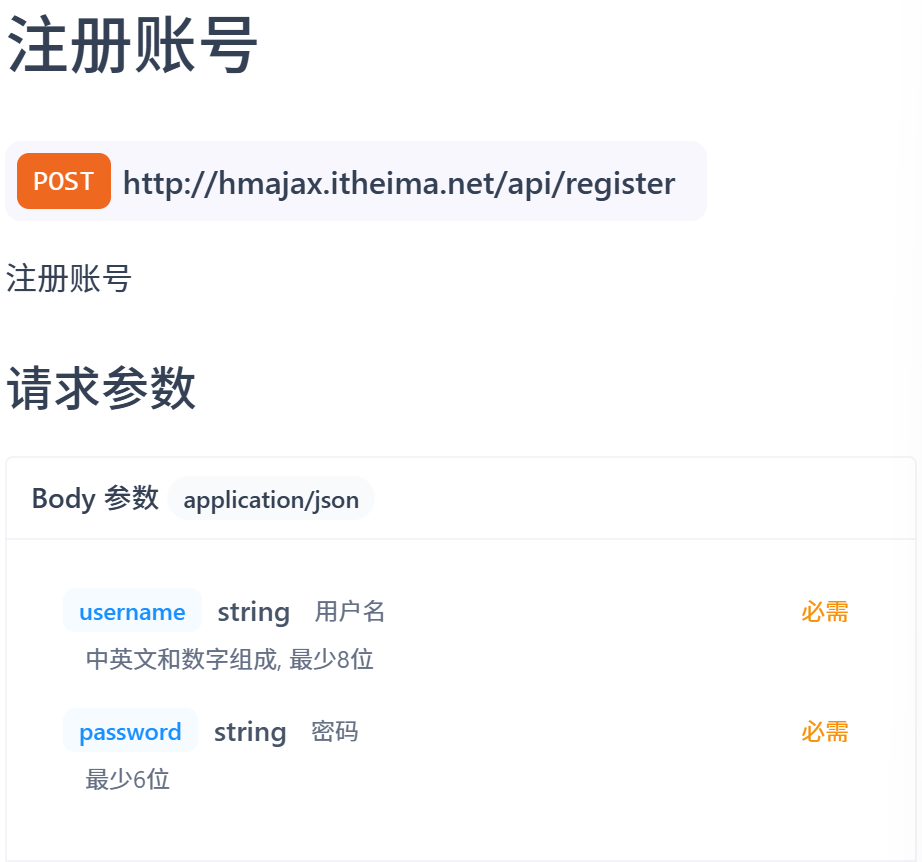 注册账号
POST http://hmajax.itheima.net/api/register
注册账号
请求参数
Body 参数 application/json
username string 用户名 必需
中英文和数字组成, 最少8位
password string 密码 必需
最少6位